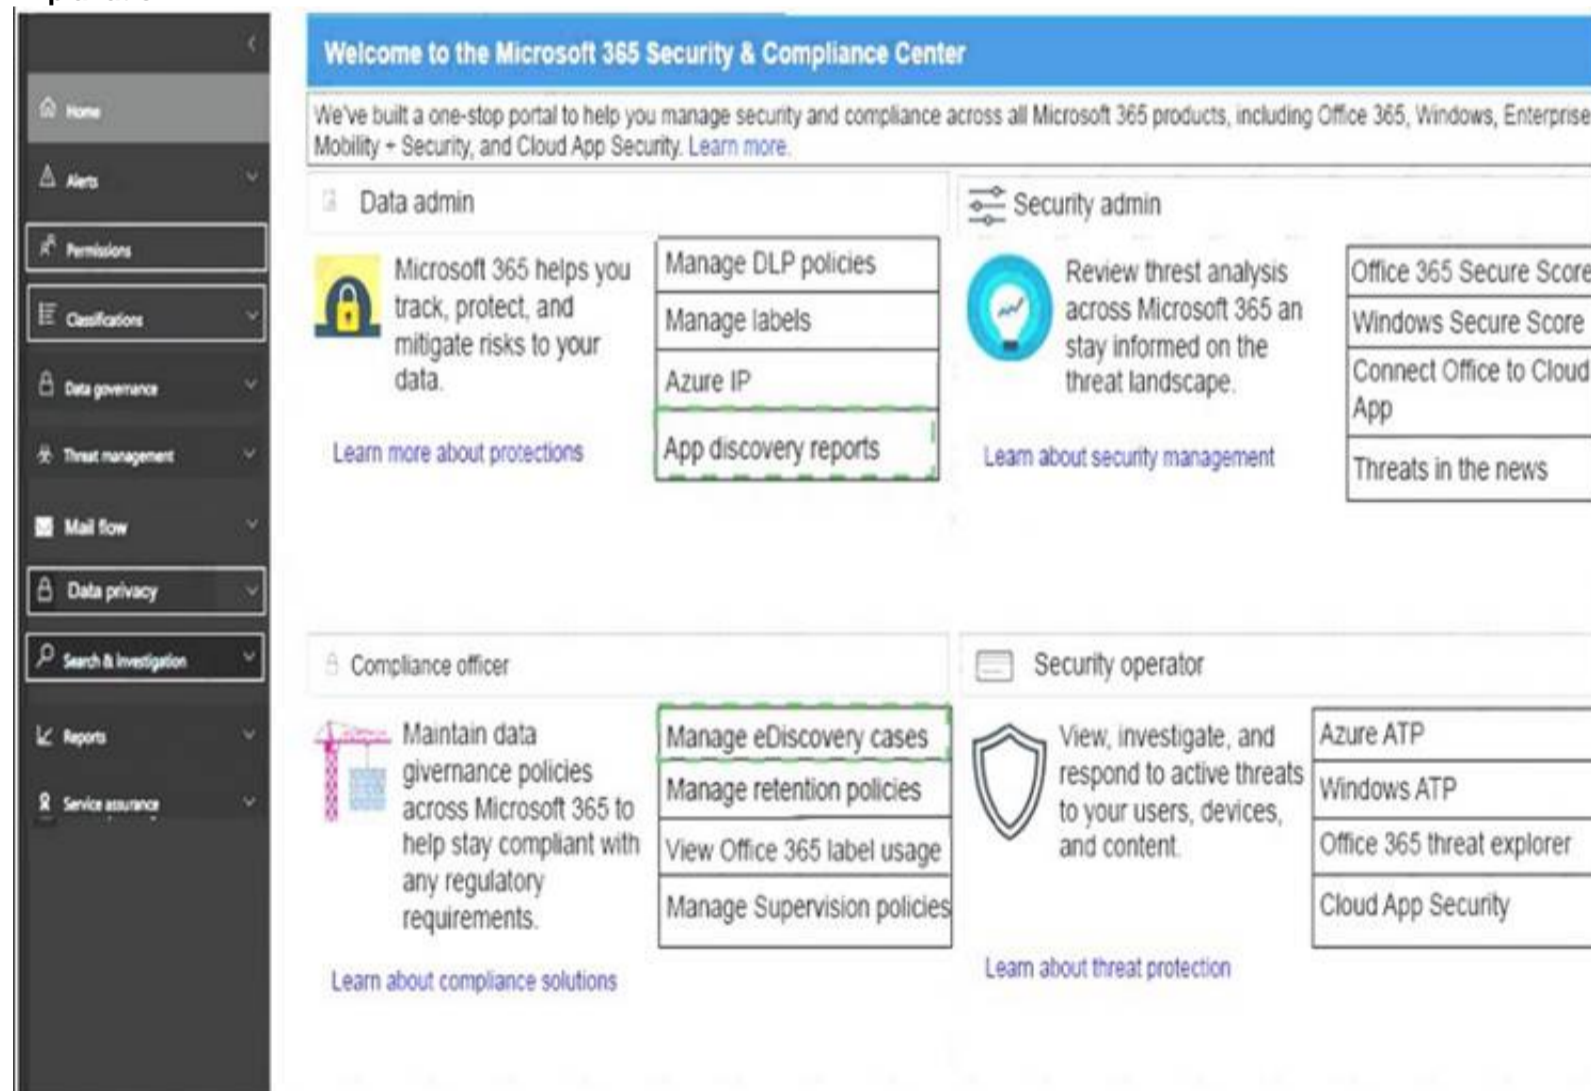 Welcome to the Microsoft 365 Security & Compliance Center
We've built a one-stop portal to help you manage security and compliance across all Microsoft 365 products, including Office 365, Windows, Enterprise
Mobility + Security, and Cloud App Security. Learn more.
Home
Alerts
Permissions
Classifications
Data governance
Threat management
Mail flow
Data privacy
Search & investigation
Reports
Service assurance
Data admin
Microsoft 365 helps you
track, protect, and
mitigate risks to your
data.
Learn more about protections
Manage DLP policies
Manage labels
Azure IP
App discovery reports
Security admin
Review threst analysis
across Microsoft 365 an
stay informed on the
threat landscape.
Learn about security management
Office 365 Secure Score
Windows Secure Score
Connect Office to Cloud
App
Threats in the news
Compliance officer
Maintain data
givernance policies
across Microsoft 365 to
help stay compliant with
any regulatory
requirements.
Learn about compliance solutions
Manage eDiscovery cases
Manage retention policies
View Office 365 label usage
Manage Supervision policies
Security operator
View, investigate, and
respond to active threats
to your users, devices,
and content.
Learn about threat protection
Azure ATP
Windows ATP
Office 365 threat explorer
Cloud App Security